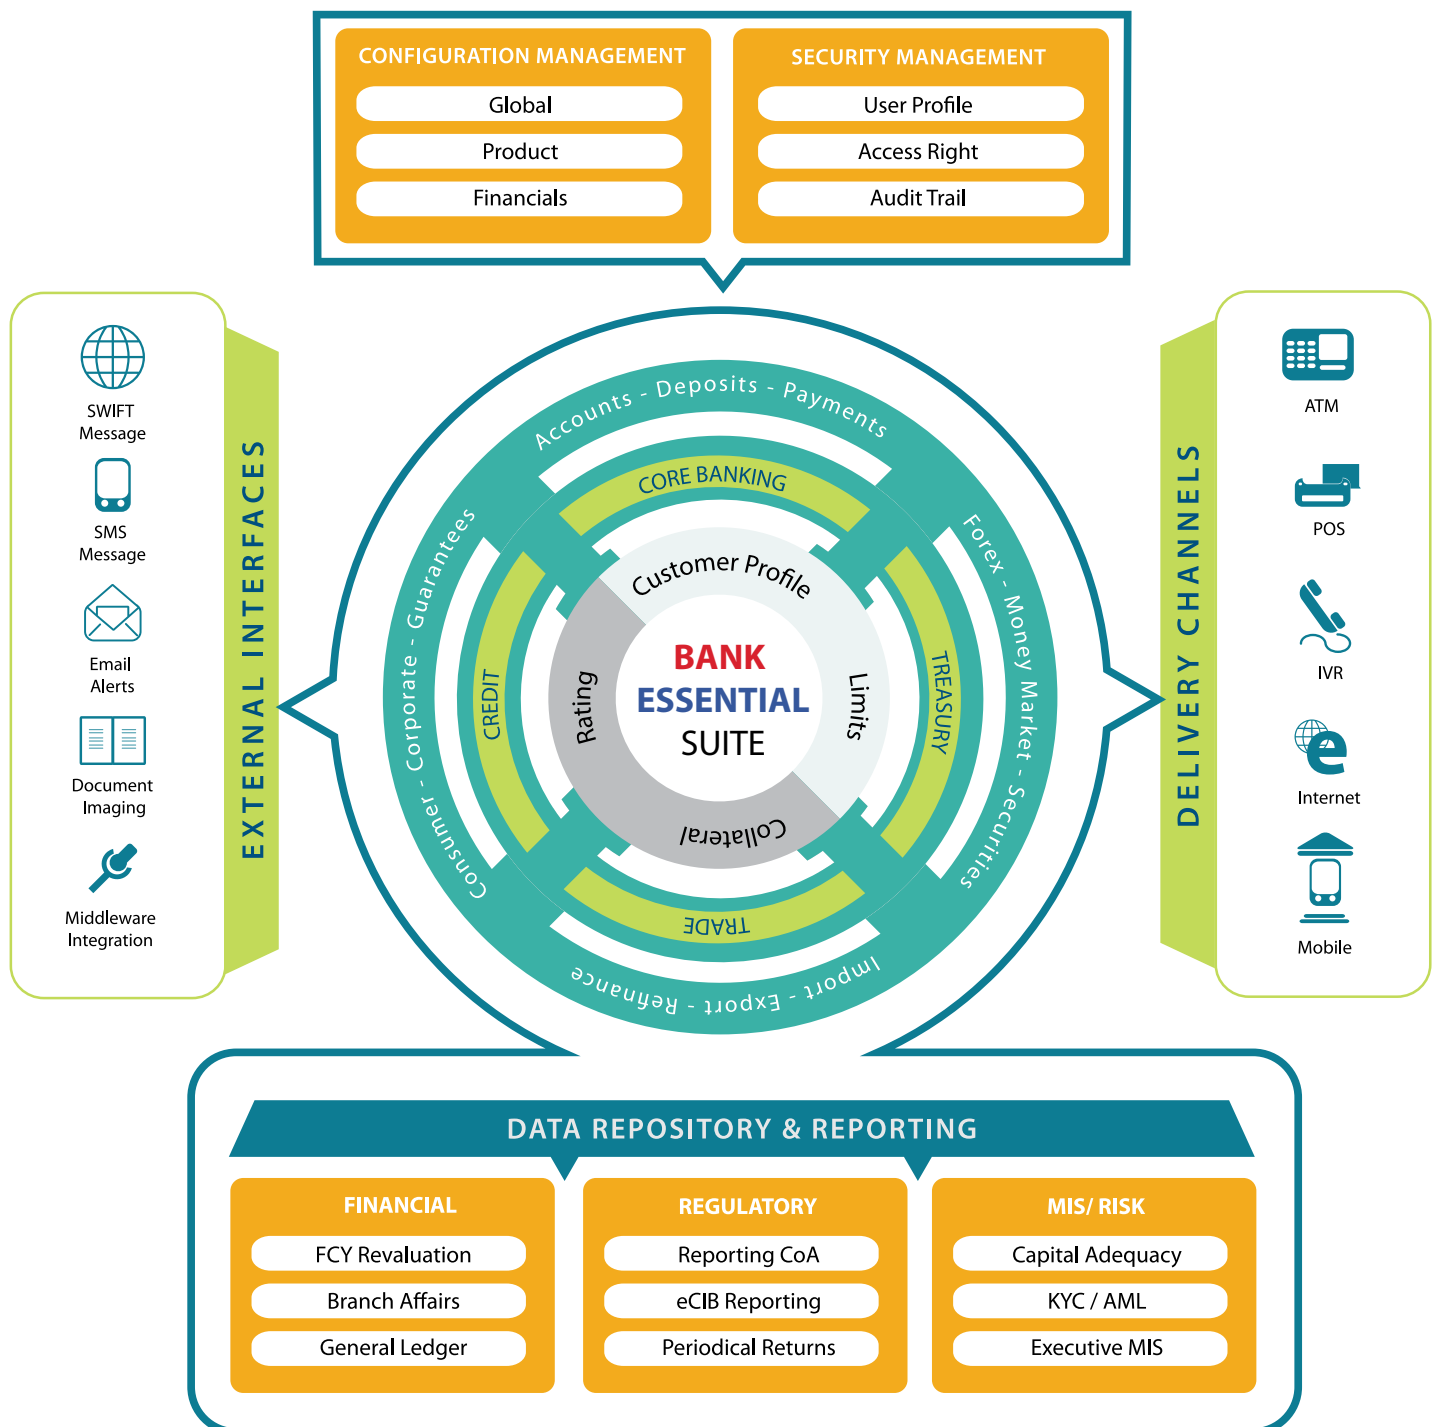 CONFIGURATION MANAGEMENT
Global
Product
Financials
SECURITY MANAGEMENT
User Profile
Access Right
Audit Trail
EXTERNAL INTERFACES
SWIFT
Message
SMS
Message
Email
Alerts
Document
Imaging
Middleware
Integration
Accounts - Deposits - Payments
CORE BANKING
Forex - Money Market - Securities
TREASURY
Import - Export - Refinance
TRADE
Consumer - Corporate - Guarantees
CREDIT
Customer Profile
Limits
Collateral
Rating
BANK
ESSENTIAL
SUITE
DELIVERY CHANNELS
ATM
POS
IVR
e
Internet
Mobile
DATA REPOSITORY & REPORTING
FINANCIAL
FCY Revaluation
Branch Affairs
General Ledger
REGULATORY
Reporting CoA
eCIB Reporting
Periodical Returns
MIS/ RISK
Capital Adequacy
KYC / AML
Executive MIS